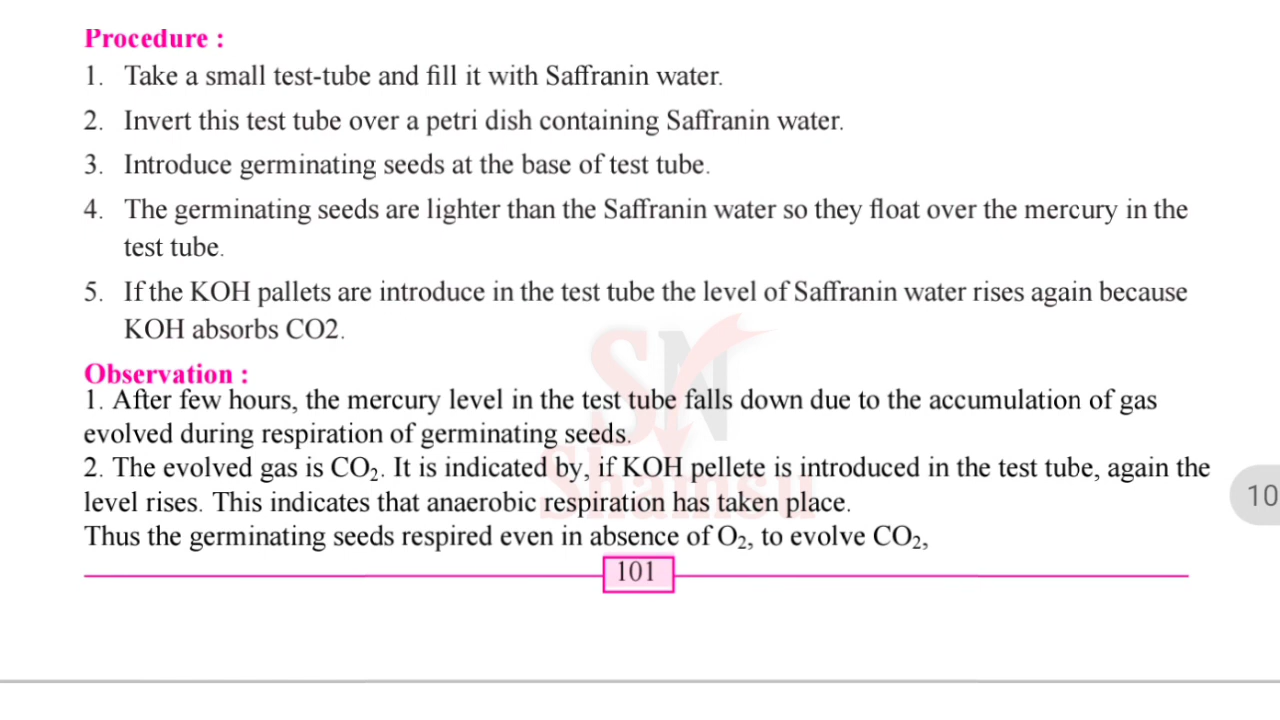 Procedure :
1. Take a small test-tube and fill it with Saffranin water.
2. Invert this test tube over a petri dish containing Saffranin water.
3. Introduce germinating seeds at the base of test tube.
4. The germinating seeds are lighter than the Saffranin water so they float over the mercury in the
test tube.
5. If the KOH pallets are introduce in the test tube the level of Saffranin water rises again because
KOH absorbs CO2.
SN
Shamsu
Observation :
1. After few hours, the mercury level in the test tube falls down due to the accumulation of gas
evolved during respiration of germinating seeds.
2. The evolved gas is CO₂. It is indicated by, if KOH pellete is introduced in the test tube, again the
level rises. This indicates that anaerobic respiration has taken place.
Thus the germinating seeds respired even in absence of O₂, to evolve CO₂,
101
10